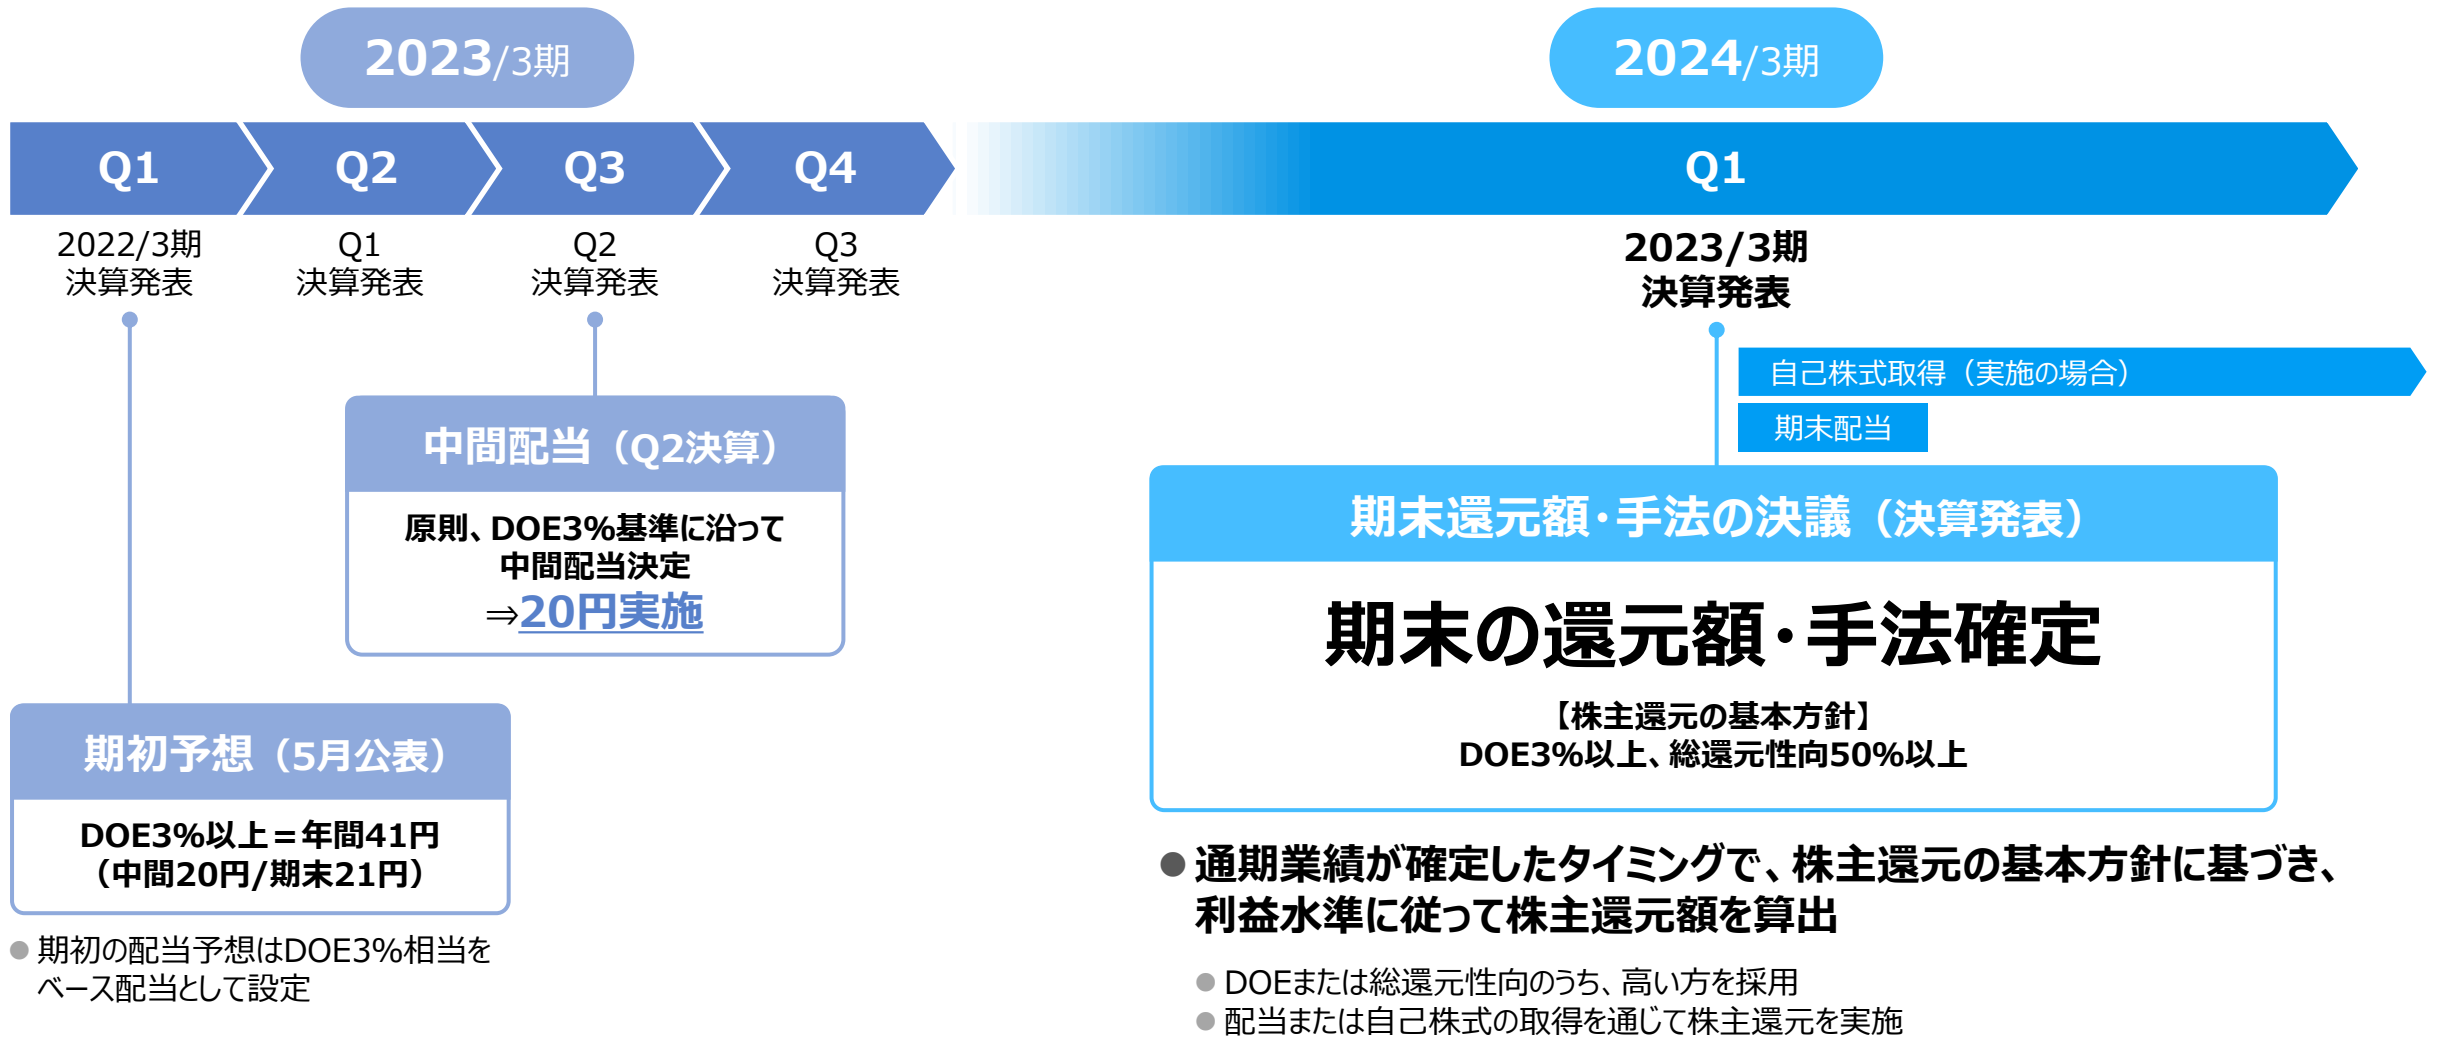 2023/3期
2024/3期
Q1
Q2
Q3
Q4
Q1
2022/3期
決算発表
Q1
決算発表
Q2
決算発表
Q3
決算発表
2023/3期
決算発表
自己株式取得（実施の場合）
期末配当
中間配当（Q2決算）
原則、DOE3%基準に沿って
中間配当決定
⇒20円実施
期初予想（5月公表）
DOE3%以上＝年間41円
（中間20円/期末21円）
●期初の配当予想はDOE3%相当を
ベース配当として設定
期末還元額・手法の決議（決算発表）
期末の還元額・手法確定
【株主還元の基本方針】
DOE3%以上、総還元性向50%以上
●通期業績が確定したタイミングで、株主還元の基本方針に基づき、
利益水準に従って株主還元額を算出
●DOEまたは総還元性向のうち、高い方を採用
●配当または自己株式の取得を通じて株主還元を実施